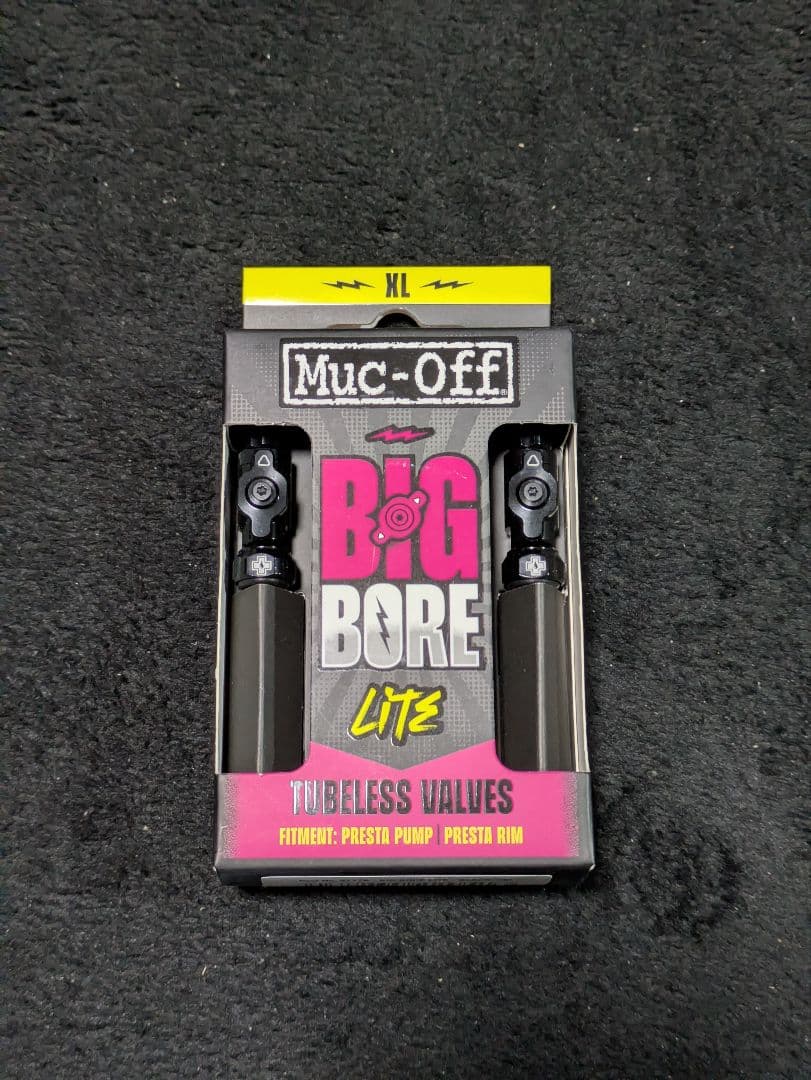 XL
Muc-Off
BIG
BORE
LITE
TUBELESS VALVES
FITMENT: PRESTA PUMP | PRESTA RIM